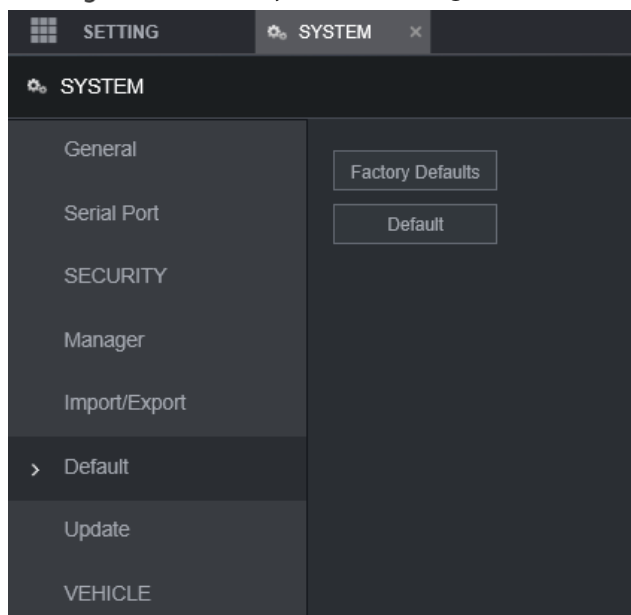 SETTING SYSTEM ×
SYSTEM
General
Factory Defaults
Serial Port
Default
SECURITY
Manager
Import/Export
> Default
Update
VEHICLE